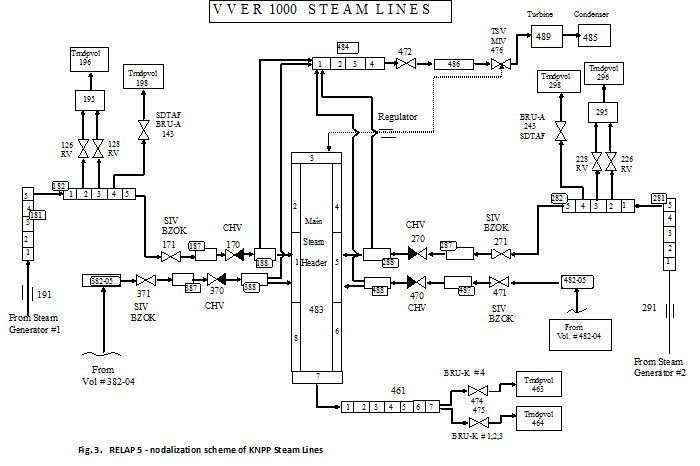 VVER 1000 STEAM LINES
Turbine
Condenser
TSV
MIV
476
489
485
484
472
1 2 3 4
486
Tmdpvol
196
Tmdpvol
198
195
SDTAF
BRU-A
143
126
RV
128
RV
Regulator
Tmdpvol
298
Tmdpvol
296
295
BRU-A
243
SDTAF
228
RV
226
RV
182
1 2 3 4 5
5
4
181
3
2
1
3
2
4
Main
Steam
Header
1
5
483
8
6
7
282
4 3 2 1
281
5
4
3
2
1
SIV
BZOK
171
187
CHV
170
188
CHV
270
288
287
SIV
BZOK
271
382-05
371
SIV
BZOK
387
370
CHV
388
488
470
CHV
487
471
SIV
BZOK
482-05
191
From Steam
Generator #1
From
Vol # 382-04
From
Vol. # 482-04
291
From Steam
Generator #2
461
1 2 3 4 5 6 7
BRU-K #4
474
475
BRU-K #1,2,3
Tmdpvol
463
Tmdpvol
464
Fig. 3. RELAP 5 - nodalization scheme of KNPP Steam Lines